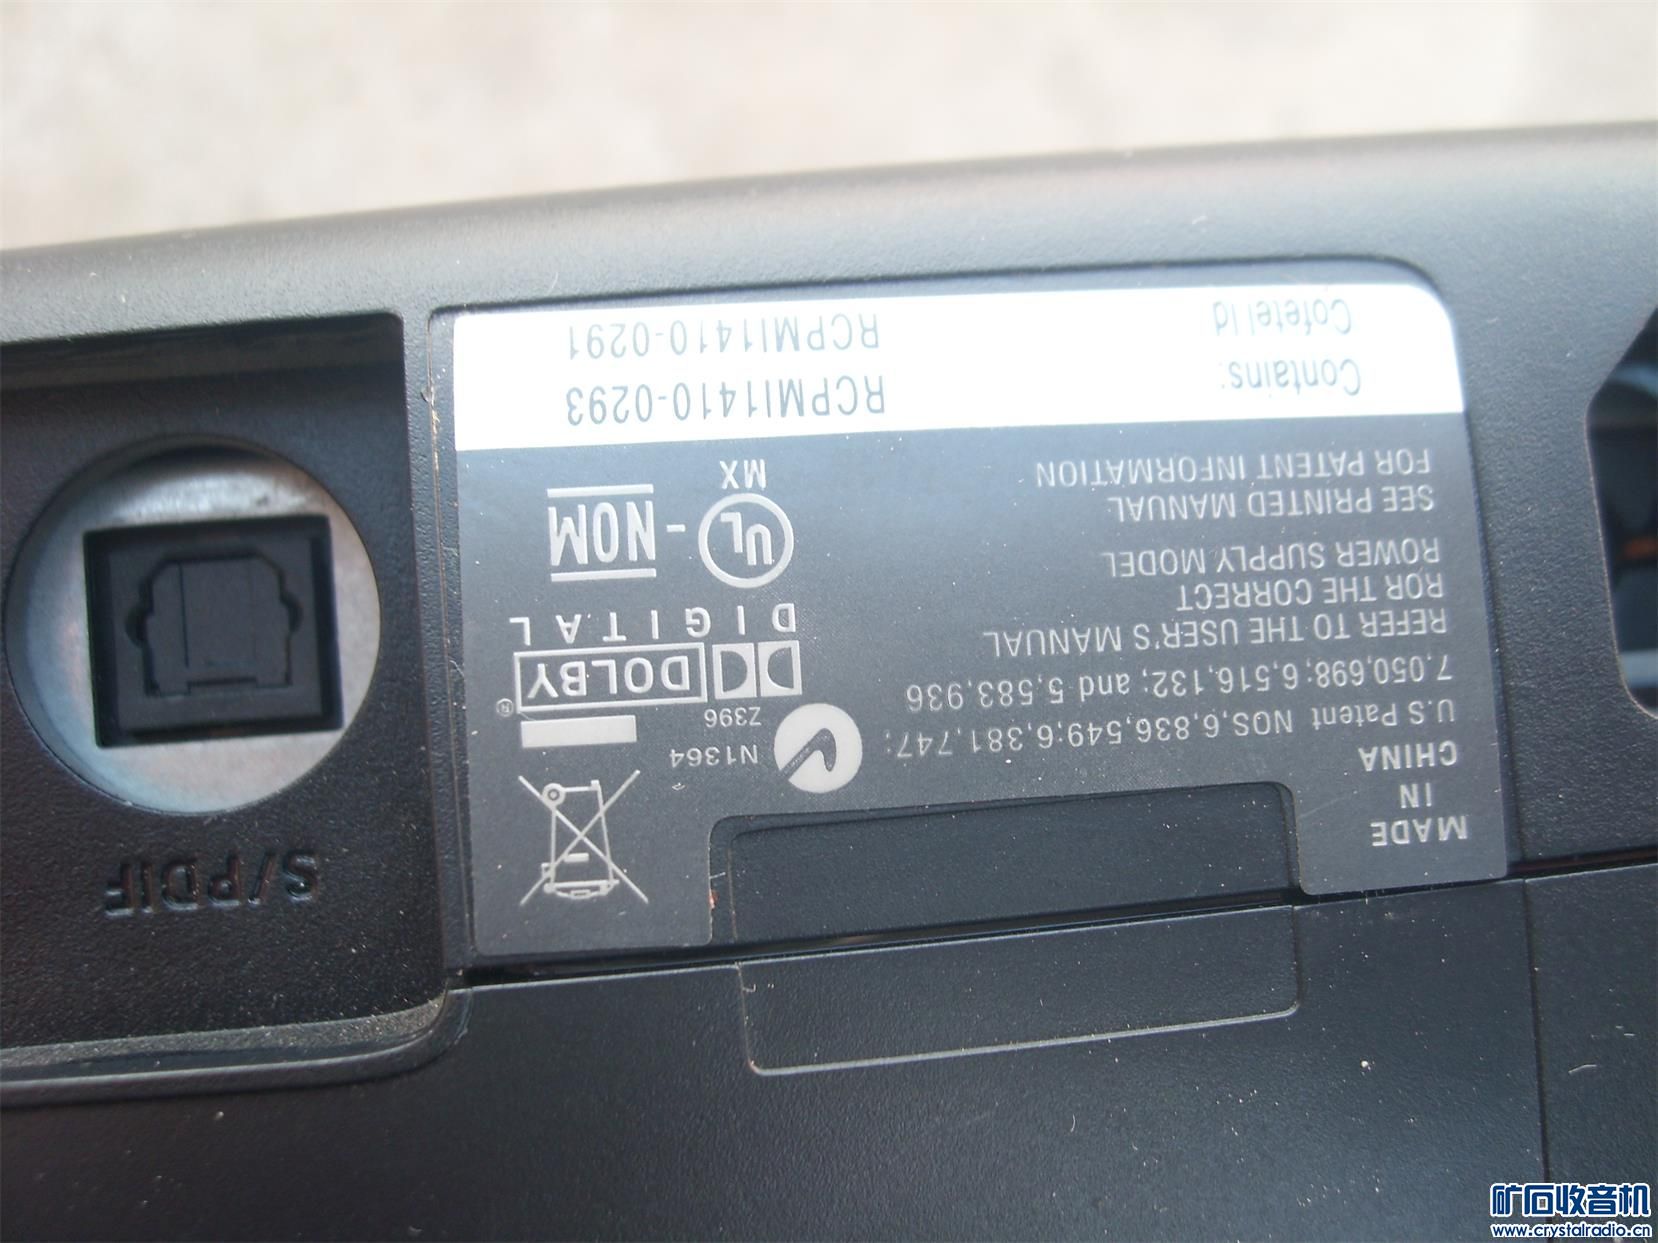 MADE
IN
CHINA
U.S Patent NOS,6,836,549;6,381,747;
7,050,698;6,516,132; and 5,583,936
REFER TO THE USER'S MANUAL
ROR THE CORRECT
ROWER SUPPLY MODEL
SEE PRINTED MANUAL
FOR PATENT INFORMATION
N1364
Z396
DOLBY
DIGITAL
UL - NOM
MX
Contains: RCPMI1410-0293
Cofetel id RCPMI1410-0291
S/PDIF
矿石收音机
www.crystalradio.cn